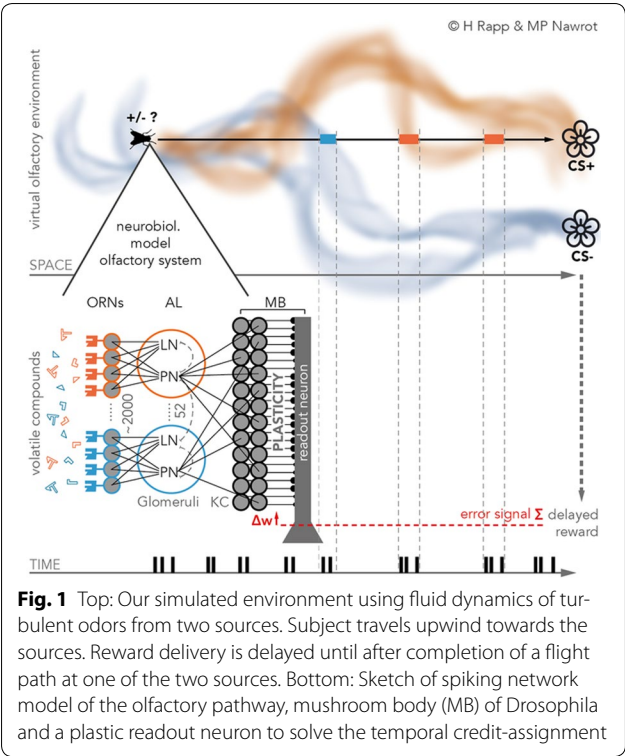 © H Rapp & MP Nawrot
virtual olfactory environment
+/- ?
CS+
neurobiol.
model
olfactory system
CS-
SPACE
ORNs AL MB
volatile compounds
LN
PN
~2000
52
LN
PN
Glomeruli KC
PLASTICITY
readout neuron
Δw
error signal Σ delayed
reward
TIME
Fig. 1 Top: Our simulated environment using fluid dynamics of tur-
bulent odors from two sources. Subject travels upwind towards the
sources. Reward delivery is delayed until after completion of a flight
path at one of the two sources. Bottom: Sketch of spiking network
model of the olfactory pathway, mushroom body (MB) of Drosophila
and a plastic readout neuron to solve the temporal credit-assignment